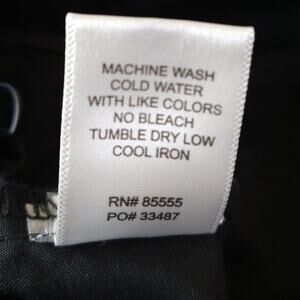 MACHINE WASH
COLD WATER
WITH LIKE COLORS
NO BLEACH
TUMBLE DRY LOW
COOL IRON
RN# 85555
PO# 33487